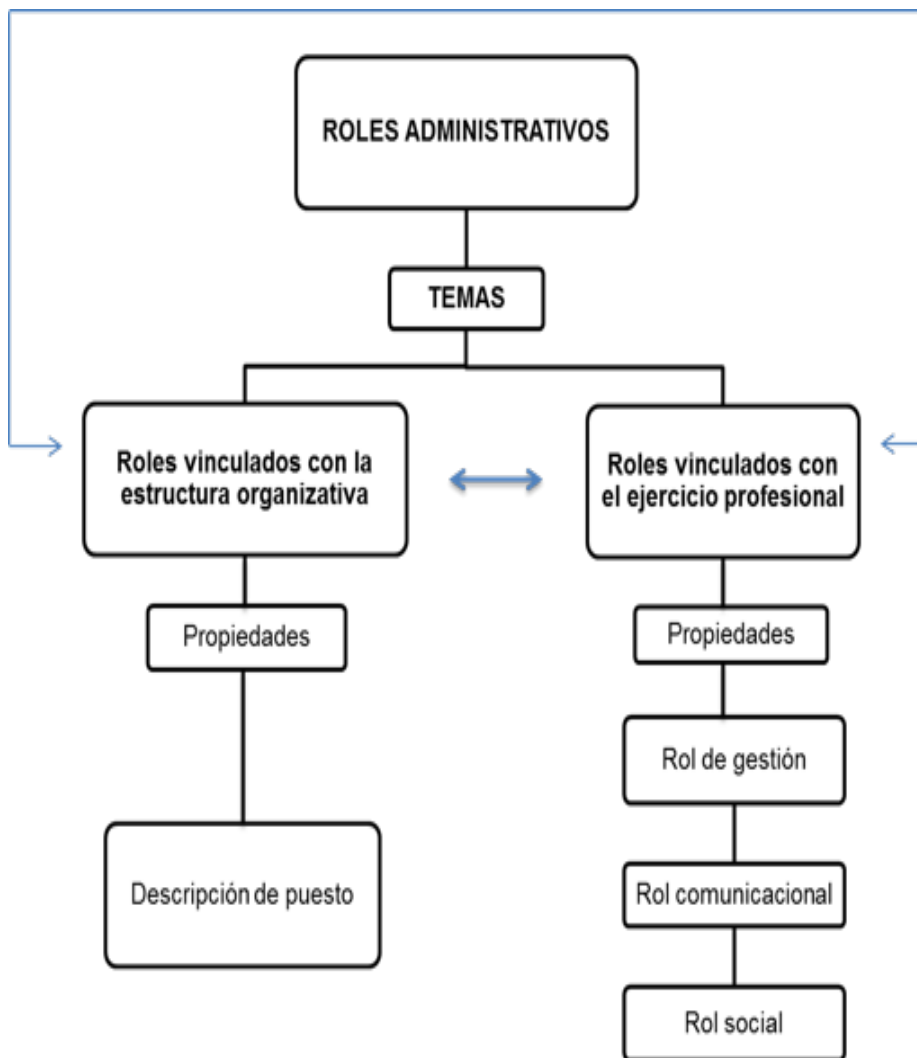 ROLES ADMINISTRATIVOS
TEMAS
Roles vinculados con la
estructura organizativa
Roles vinculados con
el ejercicio profesional
Propiedades
Propiedades
Descripción de puesto
Rol de gestión
Rol comunicacional
Rol social